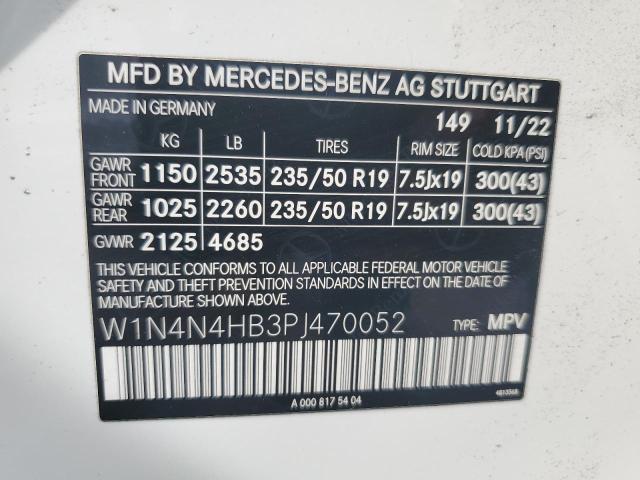 MFD BY MERCEDES-BENZ AG STUTTGART
MADE IN GERMANY 149 11/22
KG LB TIRES RIM SIZE COLD KPA (PSI)
GAWR FRONT 1150 2535 235/50 R19 7.5Jx19 300(43)
GAWR REAR 1025 2260 235/50 R19 7.5Jx19 300(43)
GVWR 2125 4685
THIS VEHICLE CONFORMS TO ALL APPLICABLE FEDERAL MOTOR VEHICLE
SAFETY AND THEFT PREVENTION STANDARDS IN EFFECT ON THE DATE
OF MANUFACTURE SHOWN ABOVE.
W1N4N4HB3PJ470052 TYPE: MPV
A 000 817 54 04